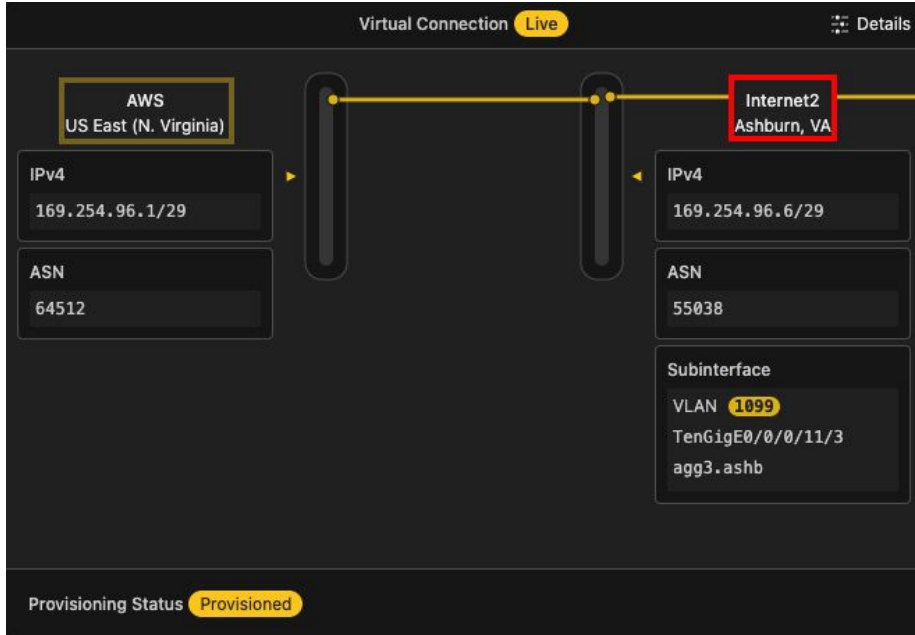 Virtual Connection Live
Details
AWS
US East (N. Virginia)
IPv4
169.254.96.1/29
ASN
64512
Internet2
Ashburn, VA
IPv4
169.254.96.6/29
ASN
55038
Subinterface
VLAN 1099
TenGigE0/0/0/11/3
agg3.ashb
Provisioning Status Provisioned